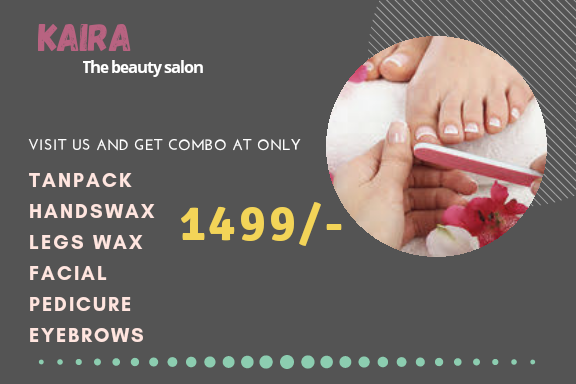 KAIRA
The beauty salon
VISIT US AND GET COMBO AT ONLY
TANPACK
HANDSWAX
LEGS WAX
FACIAL
PEDICURE
EYEBROWS
1499/-